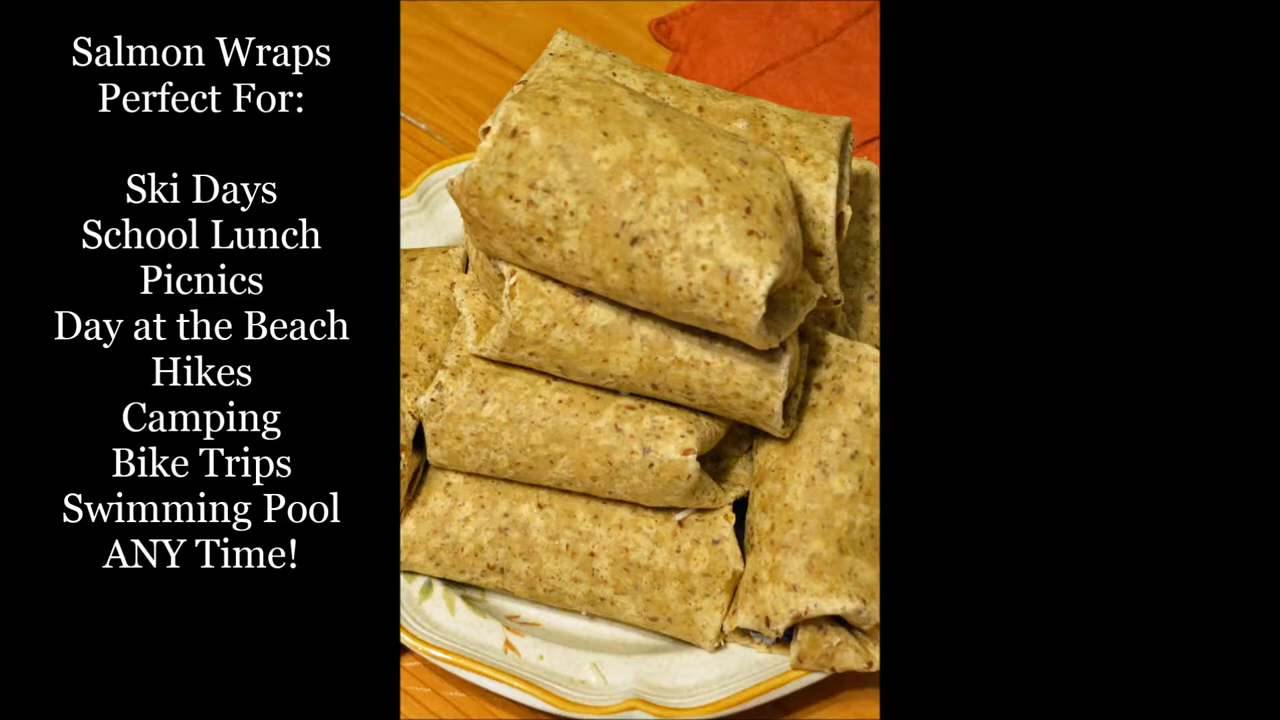 Salmon Wraps
Perfect For:
Ski Days
School Lunch
Picnics
Day at the Beach
Hikes
Camping
Bike Trips
Swimming Pool
ANY Time!